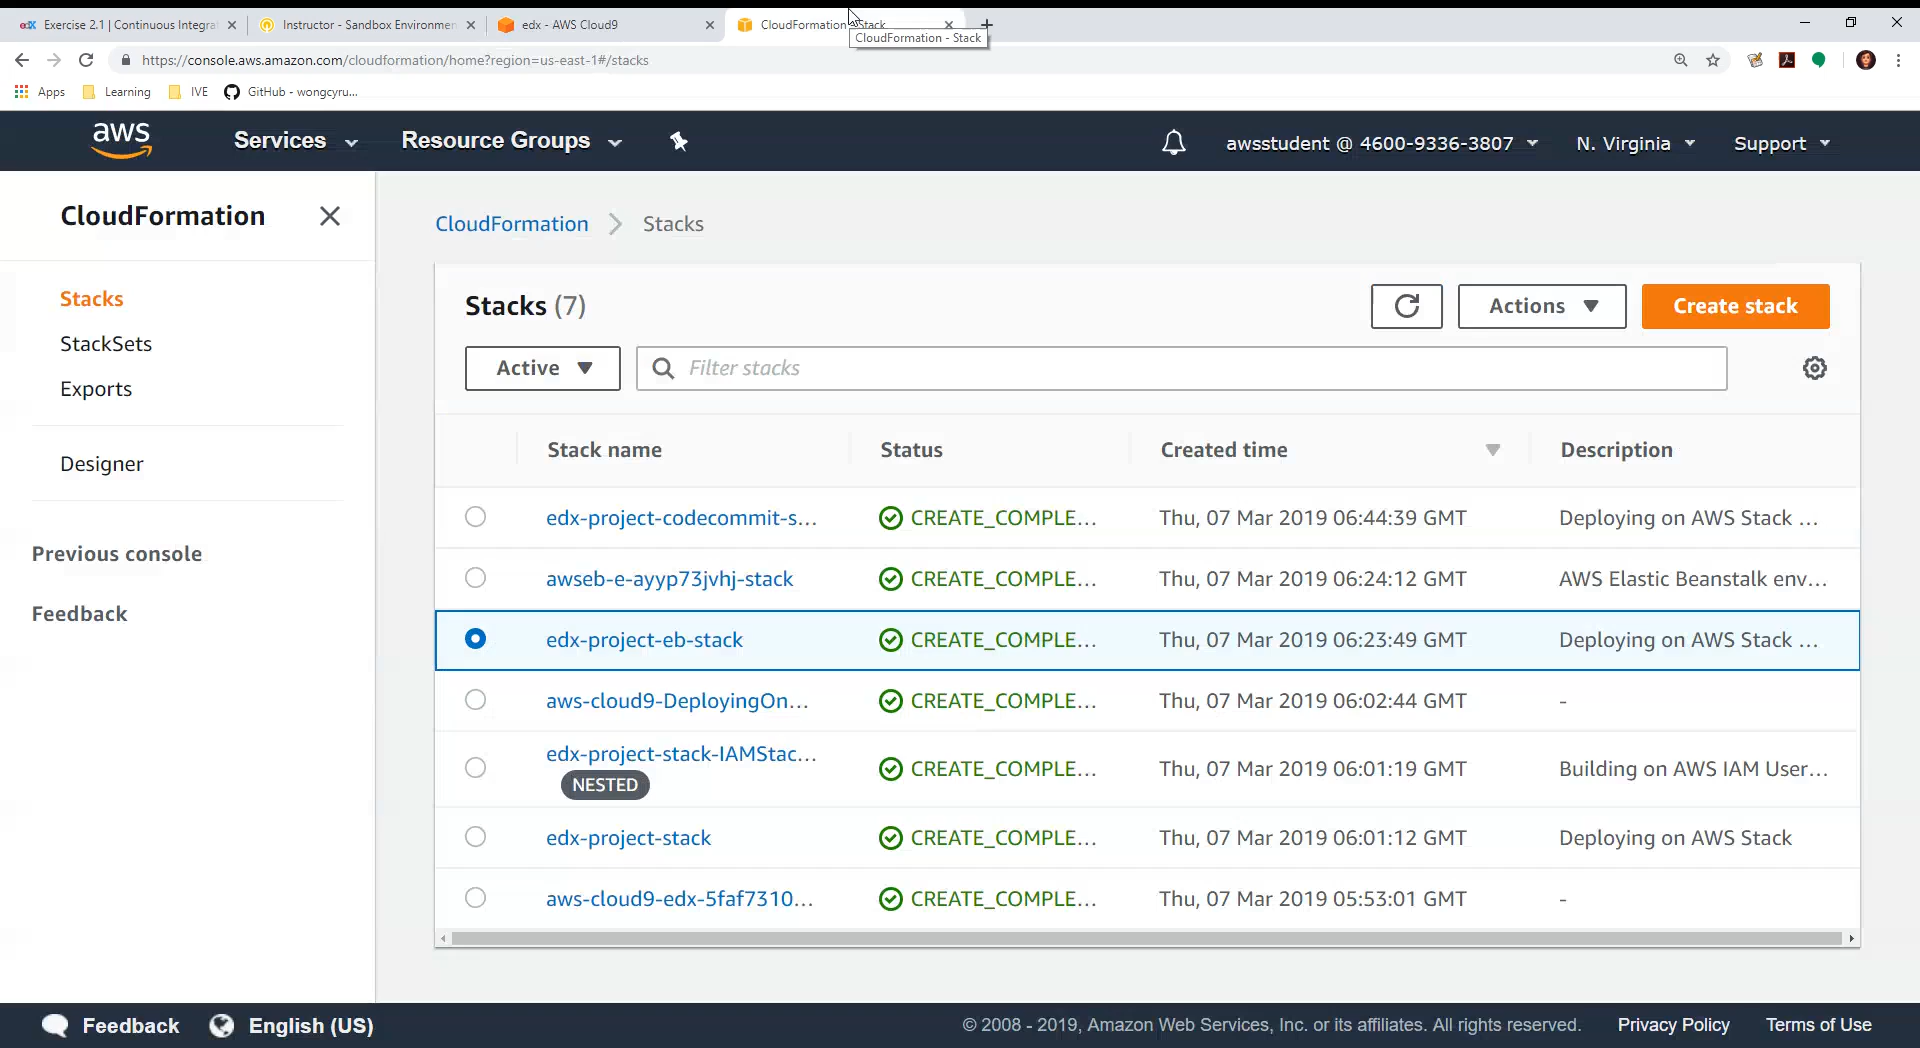 edX Exercise 2.1 | Continuous Integrat
Instructor - Sandbox Environmen
edx - AWS Cloud9
CloudFormation - Stack
CloudFormation - Stack
https://console.aws.amazon.com/cloudformation/home?region=us-east-1#/stacks
Apps
Learning
IVE
GitHub - wongcyru...
aws
Services
Resource Groups
awsstudent @ 4600-9336-3807
N. Virginia
Support
CloudFormation
Stacks
StackSets
Exports
Designer
Previous console
Feedback
CloudFormation
Stacks
Stacks (7)
Actions
Create stack
Active
Filter stacks
Stack name Status Created time Description
edx-project-codecommit-s... CREATE_COMPLE... Thu, 07 Mar 2019 06:44:39 GMT Deploying on AWS Stack ...
awseb-e-ayyp73jvhj-stack CREATE_COMPLE... Thu, 07 Mar 2019 06:24:12 GMT AWS Elastic Beanstalk env...
edx-project-eb-stack CREATE_COMPLE... Thu, 07 Mar 2019 06:23:49 GMT Deploying on AWS Stack ...
aws-cloud9-DeployingOn... CREATE_COMPLE... Thu, 07 Mar 2019 06:02:44 GMT -
edx-project-stack-IAMStac... CREATE_COMPLE... Thu, 07 Mar 2019 06:01:19 GMT Building on AWS IAM User...
NESTED
edx-project-stack CREATE_COMPLE... Thu, 07 Mar 2019 06:01:12 GMT Deploying on AWS Stack
aws-cloud9-edx-5faf7310... CREATE_COMPLE... Thu, 07 Mar 2019 05:53:01 GMT -
Feedback
English (US)
© 2008 - 2019, Amazon Web Services, Inc. or its affiliates. All rights reserved.
Privacy Policy
Terms of Use